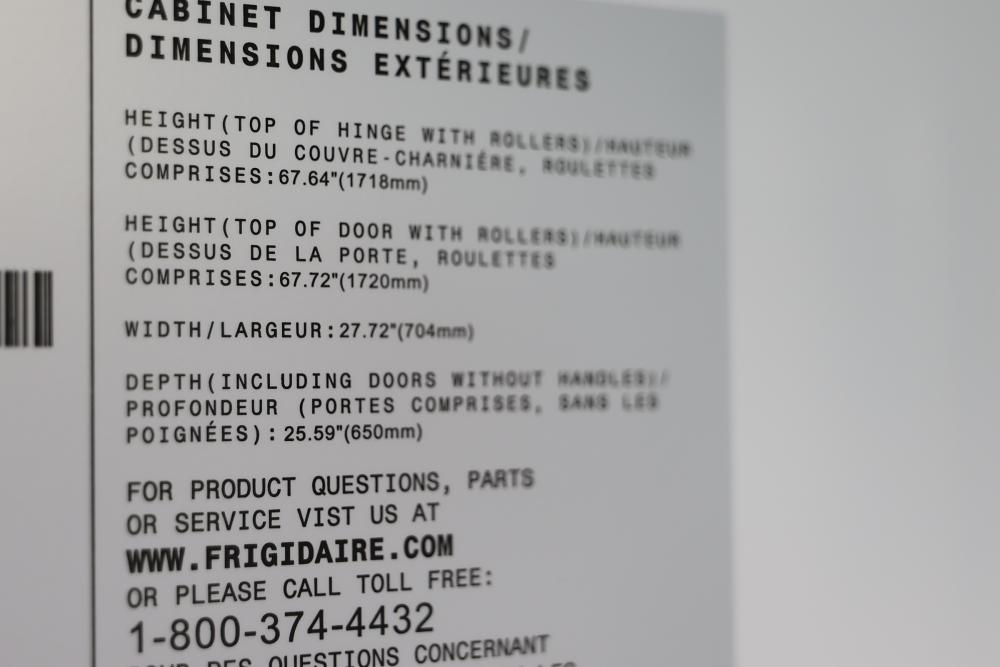 CABINET DIMENSIONS/
DIMENSIONS EXTÉRIEURES
HEIGHT(TOP OF HINGE WITH ROLLERS)/HAUTEUR
(DESSUS DU COUVRE-CHARNIÉRE, ROULETTES
COMPRISES:67.64"(1718mm)
HEIGHT(TOP OF DOOR WITH ROLLERS)/HAUTEUR
(DESSUS DE LA PORTE, ROULETTES
COMPRISES:67.72"(1720mm)
WIDTH/LARGEUR:27.72"(704mm)
DEPTH(INCLUDING DOORS WITHOUT HANDLES)/
PROFONDEUR (PORTES COMPRISES, SANS LES
POIGNÉES):25.59"(650mm)
FOR PRODUCT QUESTIONS, PARTS
OR SERVICE VIST US AT
WWW.FRIGIDAIRE.COM
OR PLEASE CALL TOLL FREE:
1-800-374-4432
POUR DES QUESTIONS CONCERNANT